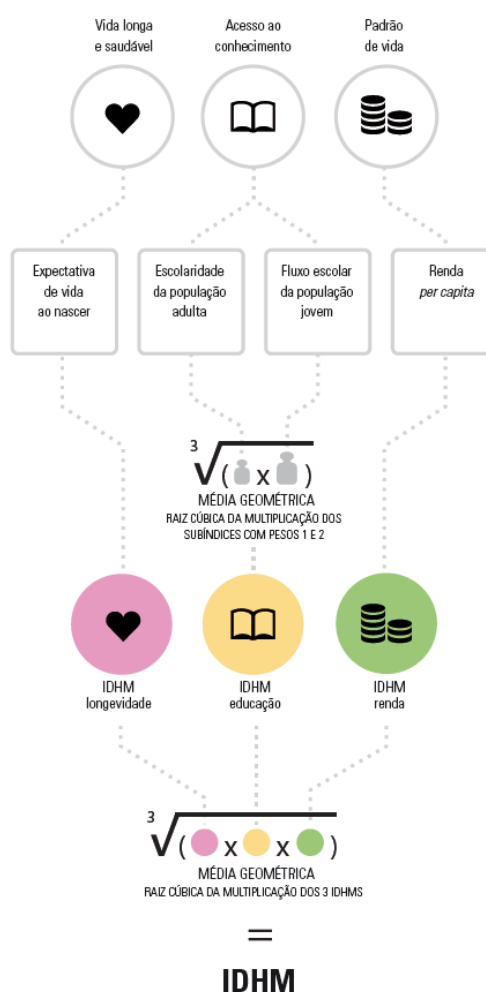 Vida longa
e saudável
Acesso ao
conhecimento
Padrão
de vida
Expectativa
de vida
ao nascer
Escolaridade
da população
adulta
Fluxo escolar
da população
jovem
Renda
per capita
3√( x )
MÉDIA GEOMÉTRICA
RAIZ CÚBICA DA MULTIPLICAÇÃO DOS
SUBÍNDICES COM PESOS 1 E 2
IDHM
longevidade
IDHM
educação
IDHM
renda
3√( x x )
MÉDIA GEOMÉTRICA
RAIZ CÚBICA DA MULTIPLICAÇÃO DOS 3 IDHMS
=
IDHM